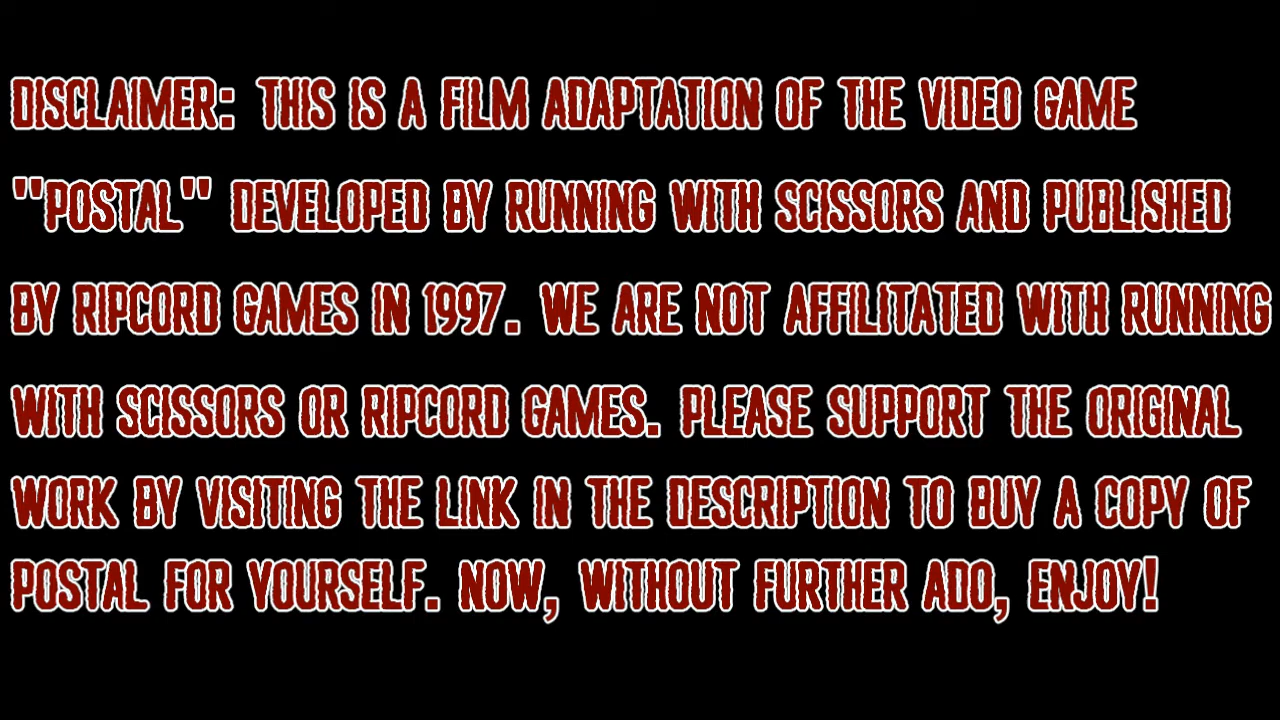 DISCLAIMER: THIS IS A FILM ADAPTATION OF THE VIDEO GAME
"POSTAL" DEVELOPED BY RUNNING WITH SCISSORS AND PUBLISHED
BY RIPCORD GAMES IN 1997. WE ARE NOT AFFILITATED WITH RUNNING
WITH SCISSORS OR RIPCORD GAMES. PLEASE SUPPORT THE ORIGINAL
WORK BY VISITING THE LINK IN THE DESCRIPTION TO BUY A COPY OF
POSTAL FOR YOURSELF. NOW, WITHOUT FURTHER ADO, ENJOY!